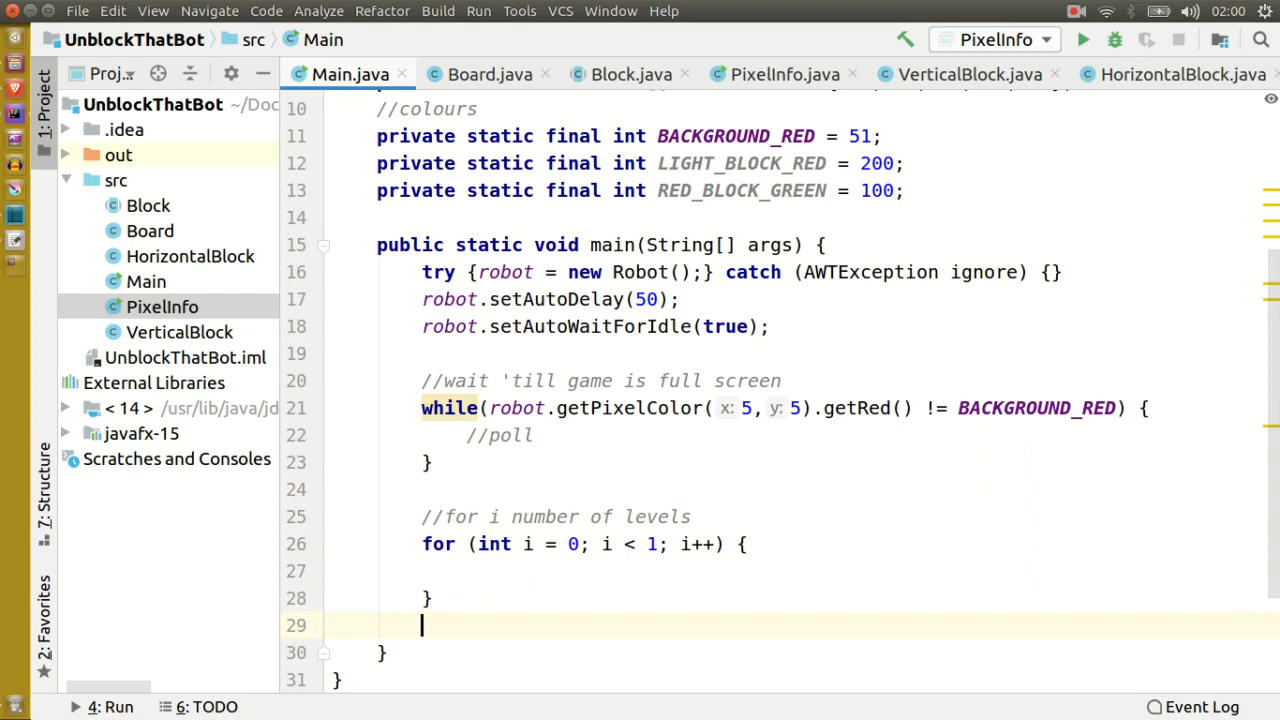 File Edit View Navigate Code Analyze Refactor Build Run Tools VCS Window Help 02:00
UnblockThatBot src Main PixelInfo
Proj... Main.java Board.java Block.java PixelInfo.java VerticalBlock.java HorizontalBlock.java
1: Project
7: Structure
2: Favorites
UnblockThatBot ~/Doc
.idea
out
src
Block
Board
HorizontalBlock
Main
PixelInfo
VerticalBlock
UnblockThatBot.iml
External Libraries
< 14 > /usr/lib/java/jd
javafx-15
Scratches and Consoles
10 //colours
11 private static final int BACKGROUND_RED = 51;
12 private static final int LIGHT_BLOCK_RED = 200;
13 private static final int RED_BLOCK_GREEN = 100;
14
15 public static void main(String[] args) {
16 try {robot = new Robot();} catch (AWTException ignore) {}
17 robot.setAutoDelay(50);
18 robot.setAutoWaitForIdle(true);
19
20 //wait 'till game is full screen
21 while(robot.getPixelColor( x: 5, y: 5).getRed() != BACKGROUND_RED) {
22 //poll
23 }
24
25 //for i number of levels
26 for (int i = 0; i < 1; i++) {
27
28 }
29
30 }
31 }
4: Run 6: TODO Event Log